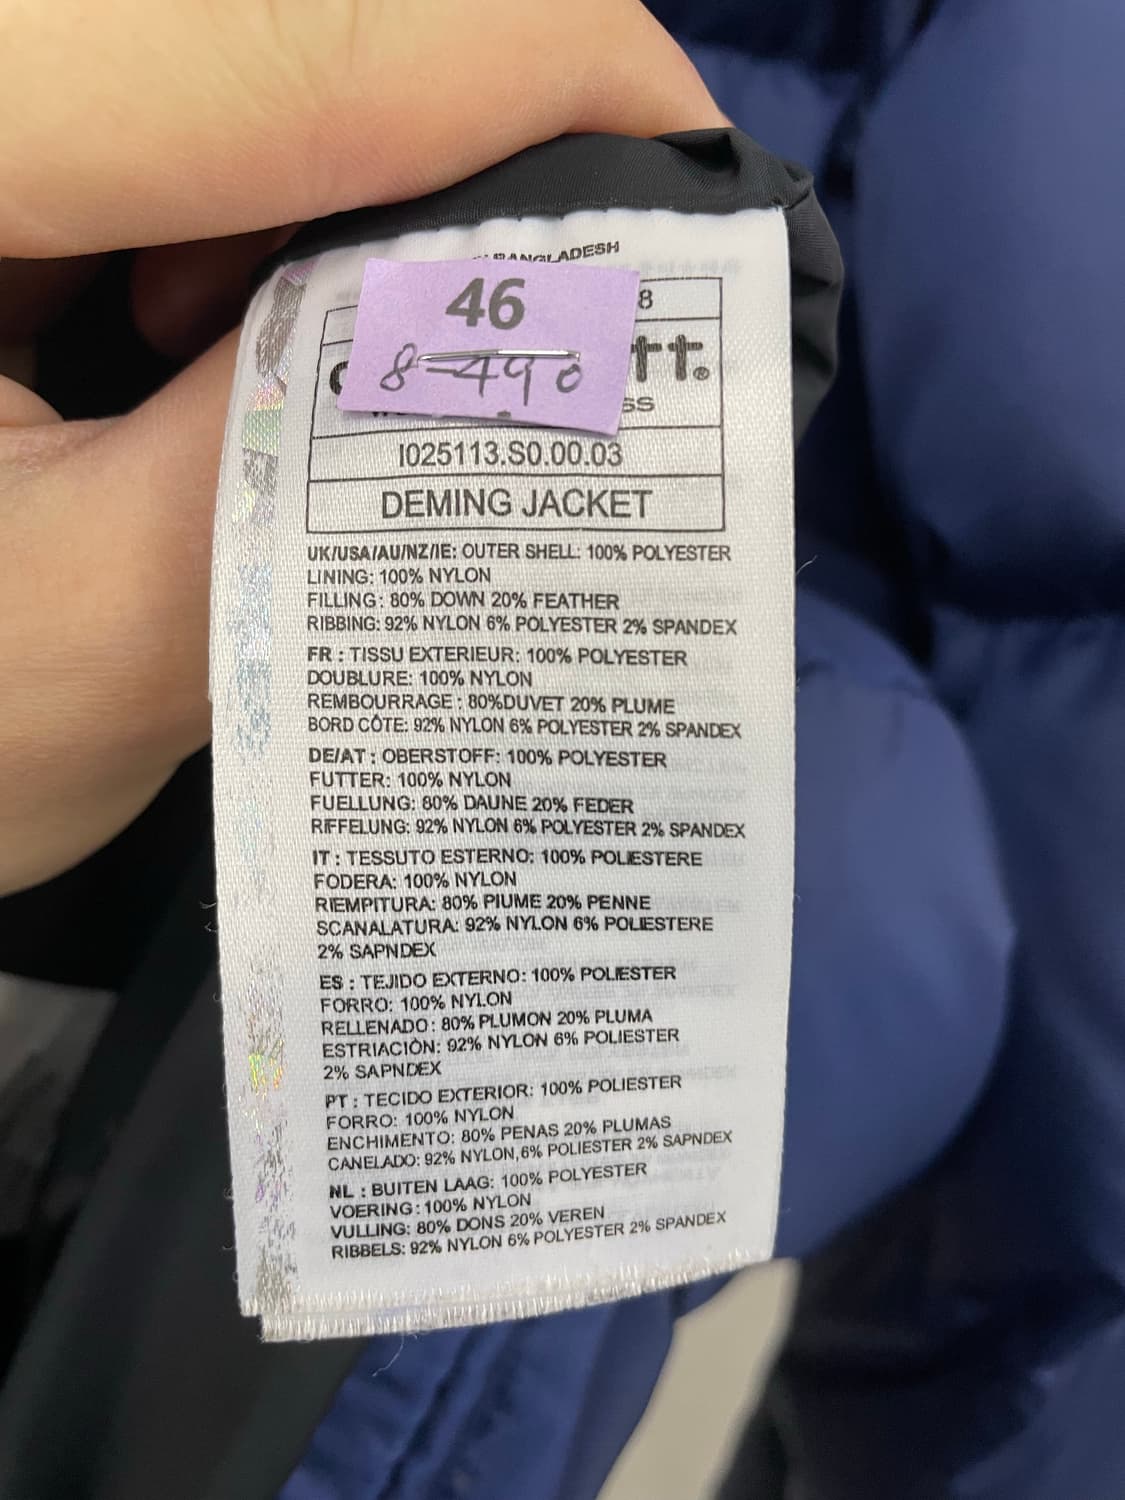 BANGLADESH
46
8-490
8
tt.®
SS
I025113.S0.00.03
DEMING JACKET
UK/USA/AU/NZ/IE: OUTER SHELL: 100% POLYESTER
LINING: 100% NYLON
FILLING: 80% DOWN 20% FEATHER
RIBBING: 92% NYLON 6% POLYESTER 2% SPANDEX
FR : TISSU EXTERIEUR: 100% POLYESTER
DOUBLURE: 100% NYLON
REMBOURRAGE : 80%DUVET 20% PLUME
BORD CÔTE: 92% NYLON 6% POLYESTER 2% SPANDEX
DE/AT : OBERSTOFF: 100% POLYESTER
FUTTER: 100% NYLON
FUELLUNG: 80% DAUNE 20% FEDER
RIFFELUNG: 92% NYLON 6% POLYESTER 2% SPANDEX
IT : TESSUTO ESTERNO: 100% POLIESTERE
FODERA: 100% NYLON
RIEMPITURA: 80% PIUME 20% PENNE
SCANALATURA: 92% NYLON 6% POLIESTERE
2% SAPNDEX
ES : TEJIDO EXTERNO: 100% POLIESTER
FORRO: 100% NYLON
RELLENADO: 80% PLUMON 20% PLUMA
ESTRIACIÒN: 92% NYLON 6% POLIESTER
2% SAPNDEX
PT : TECIDO EXTERIOR: 100% POLIESTER
FORRO: 100% NYLON
ENCHIMENTO: 80% PENAS 20% PLUMAS
CANELADO: 92% NYLON,6% POLIESTER 2% SAPNDEX
NL : BUITEN LAAG: 100% POLYESTER
VOERING: 100% NYLON
VULLING: 80% DONS 20% VEREN
RIBBELS: 92% NYLON 6% POLYESTER 2% SPANDEX